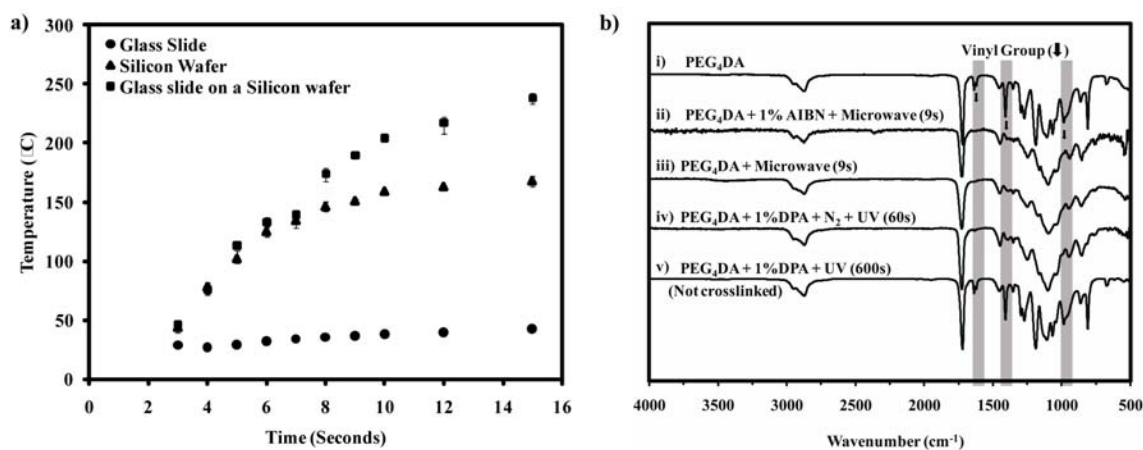 a)
300
250
200
150
100
50
0
Temperature (□C)
Glass Slide
Silicon Wafer
Glass slide on a Silicon wafer
0 2 4 6 8 10 12 14 16
Time (Seconds)
b)
Vinyl Group (⬇)
i) PEG₄DA
ii) PEG₄DA + 1% AIBN + Microwave (9s)
iii) PEG₄DA + Microwave (9s)
iv) PEG₄DA + 1%DPA + N₂ + UV (60s)
v) PEG₄DA + 1%DPA + UV (600s)
(Not crosslinked)
4000 3500 3000 2500 2000 1500 1000 500
Wavenumber (cm⁻¹)